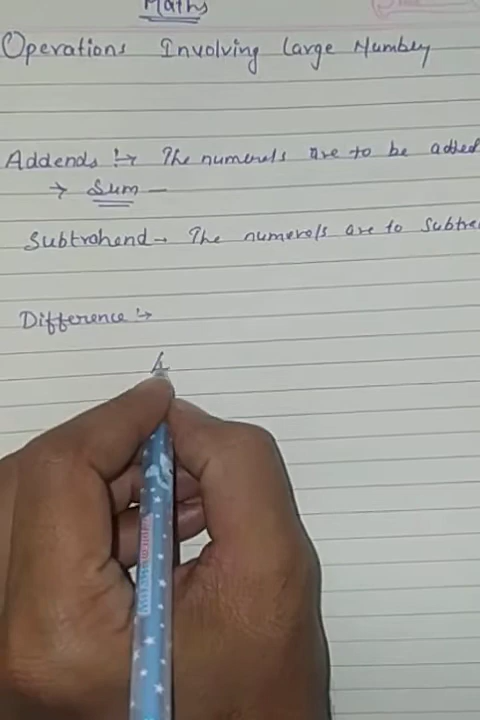 Maths
Operations Involving Large Number
Addends :→ The numerals are to be added
→ Sum —
Subtrahend → The numerals are to Subtra
Difference :→